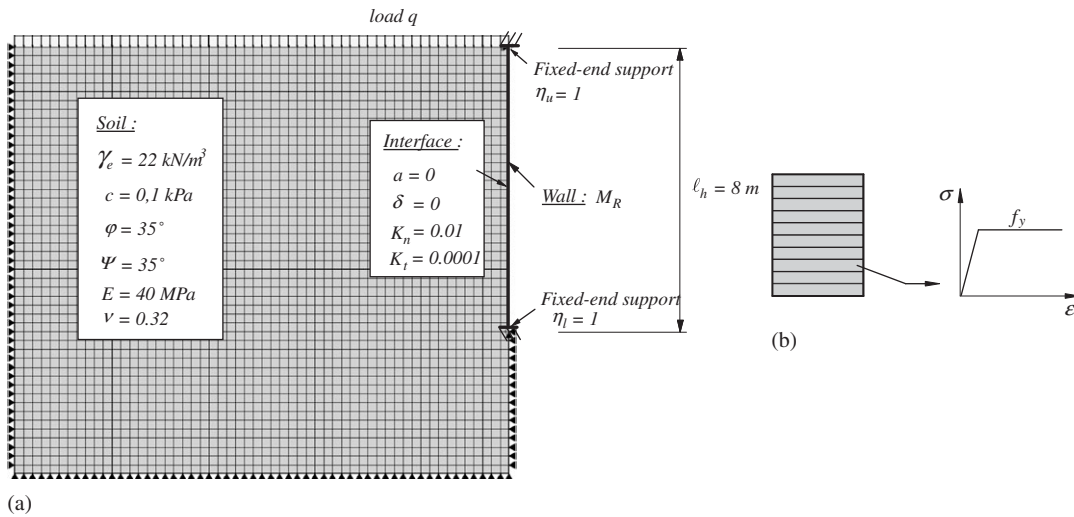 load q
Fixed-end support
η_u = 1
Soil :
γ_e = 22 kN/m³
c = 0,1 kPa
φ = 35°
Ψ = 35°
E = 40 MPa
ν = 0.32
Interface :
a = 0
δ = 0
K_n = 0.01
K_t = 0.0001
Wall : M_R
ℓ_h = 8 m
Fixed-end support
η_l = 1
(a)
σ
f_y
ε
(b)